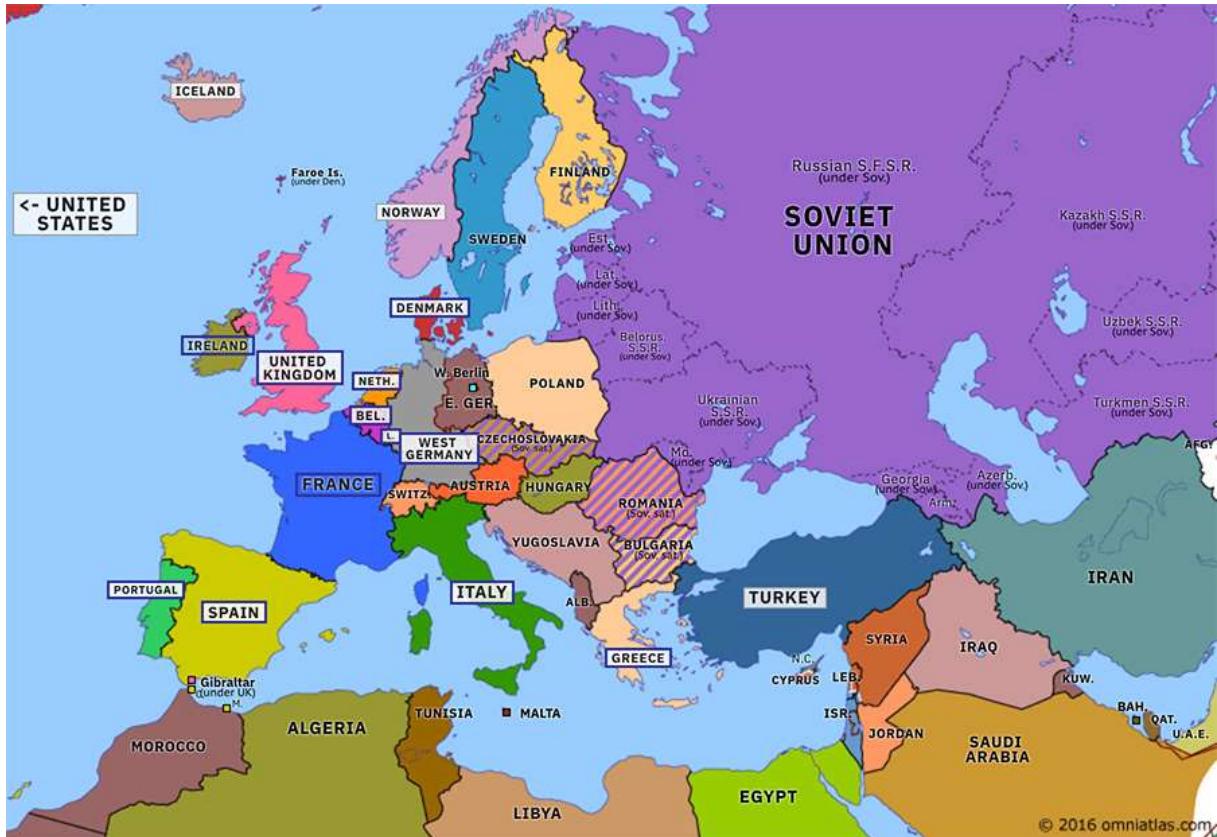 ICELAND
Faroe Is.
(under Den.)
<- UNITED
STATES
NORWAY
SWEDEN
FINLAND
Russian S.F.S.R.
(under Sov.)
SOVIET
UNION
Kazakh S.S.R.
(under Sov.)
Est.
(under Sov.)
Lat.
(under Sov.)
Lith.
(under Sov.)
Belorus.
S.S.R.
(under Sov.)
Uzbek S.S.R.
(under Sov.)
DENMARK
IRELAND
UNITED
KINGDOM
NETH.
W. Berlin
E. GER.
POLAND
BEL.
L.
WEST
GERMANY
CZECHOSLOVAKIA
(Sov. sat.)
Ukrainian
S.S.R.
(under Sov.)
Turkmen S.S.R.
(under Sov.)
Mo.
(under Sov.)
AFG
FRANCE
SWITZ.
AUSTRIA
HUNGARY
ROMANIA
(Sov. sat.)
Georgia
(under Sov.)
Azerb.
(under Sov.)
Arm.
YUGOSLAVIA
BULGARIA
(Sov. sat.)
PORTUGAL
SPAIN
ITALY
ALB.
GREECE
TURKEY
IRAN
N.C.
CYPRUS
SYRIA
LEB.
IRAQ
ISR.
JORDAN
KUW.
Gibraltar
(under UK)
M.
MOROCCO
ALGERIA
TUNISIA
MALTA
LIBYA
EGYPT
SAUDI
ARABIA
BAH.
QAT.
U.A.E.
© 2016 omniatlas.com